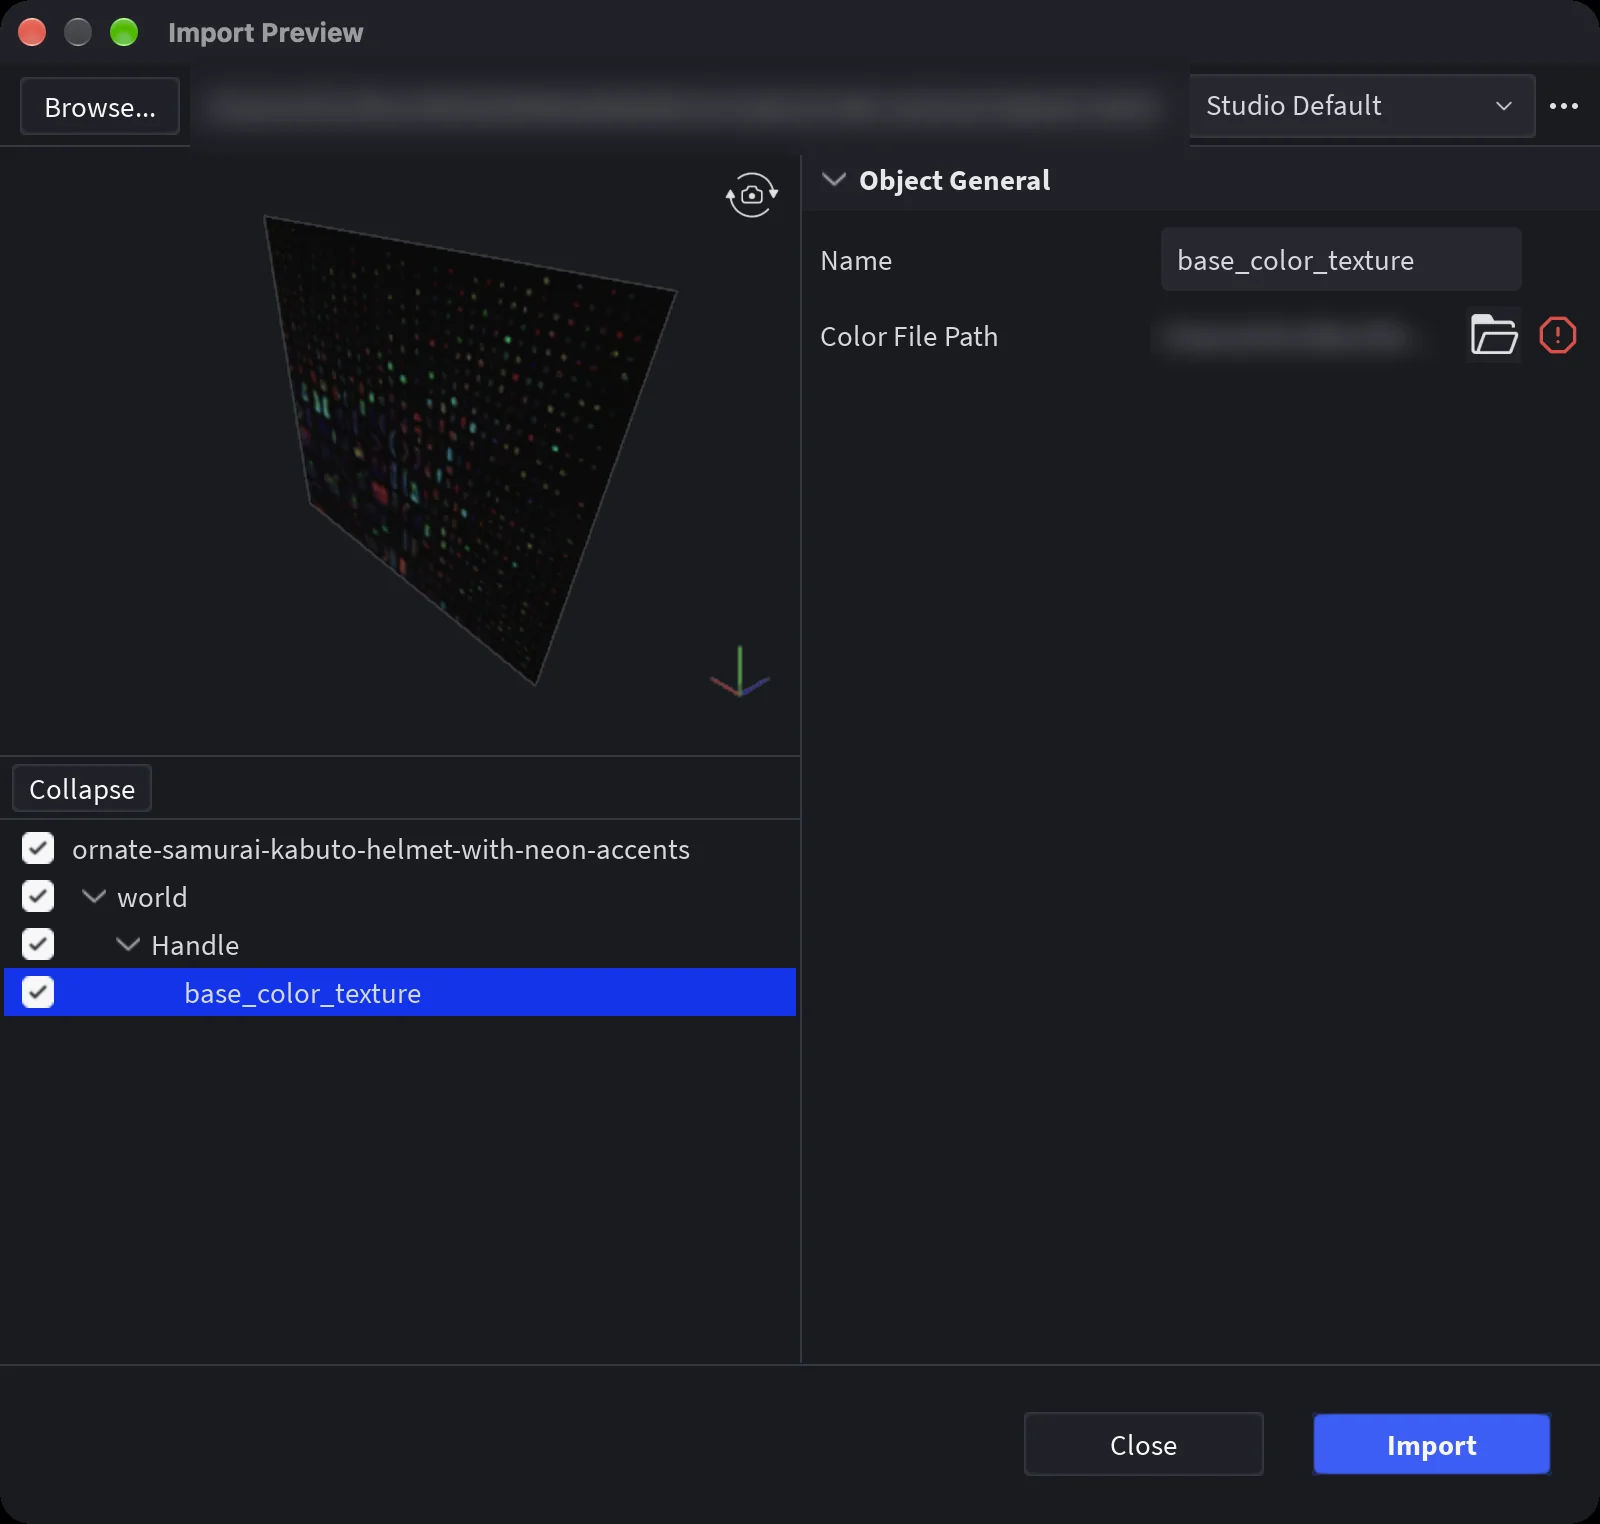 Import Preview
Browse...
Studio Default
Object General
Name
base_color_texture
Color File Path
Collapse
ornate-samurai-kabuto-helmet-with-neon-accents
world
Handle
base_color_texture
Close
Import